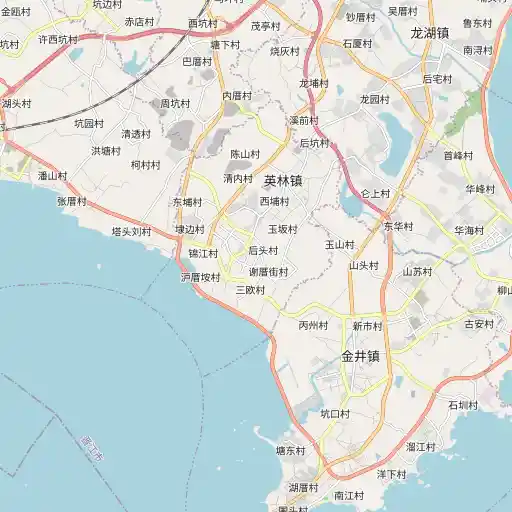 金瓯村
坑边村
赤店村
西坑村
茂亭村
钞厝村
吴厝村
鲁东村
许西坑村
塘下村
烧灰村
石厦村
龙湖镇
南浔村
坑村
巴厝村
后宅村
湖头村
周坑村
内厝村
龙埔村
龙园村
坑园村
清透村
溪前村
洪塘村
柯村村
陈山村
后坑村
首峰村
潘山村
清内村
英林镇
仑上村
华峰村
张厝村
东埔村
西埔村
塔头刘村
埭边村
玉坂村
东华村
华海村
锦江村
后头村
玉山村
山头村
山苏村
沪厝垵村
谢厝街村
三欧村
柳山
丙州村
新市村
古安村
金井镇
坑口村
石圳村
晋江市
塘东村
溜江村
洋下村
湖厝村
南江村
围头村